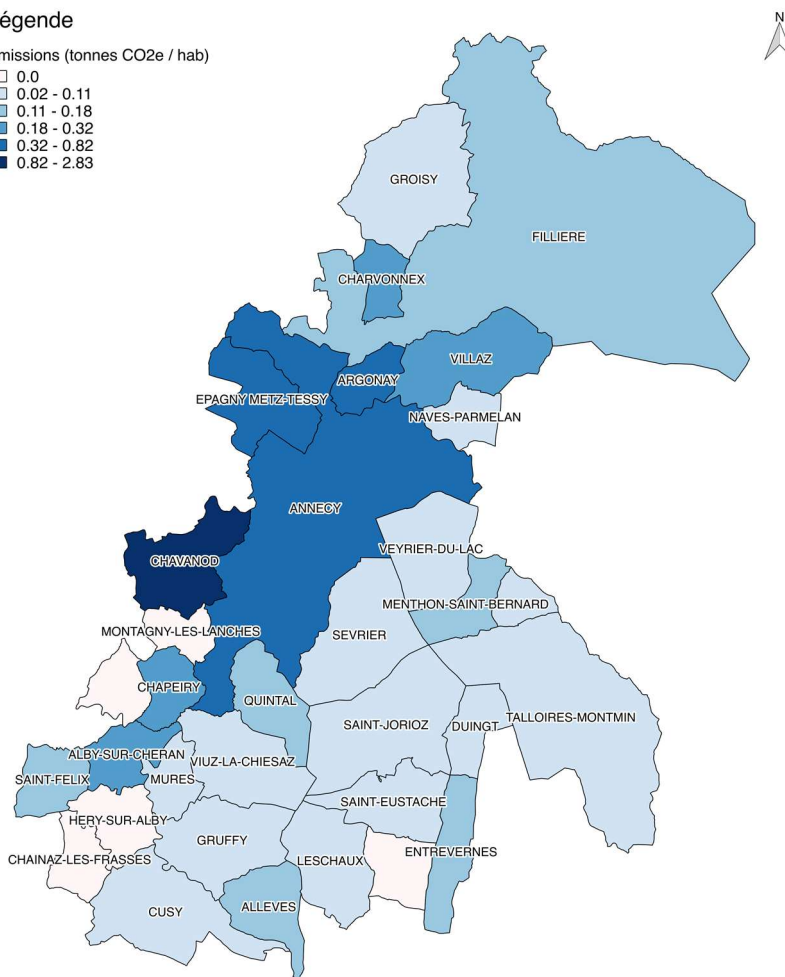 égende
missions (tonnes CO2e / hab)
0.0
0.02 - 0.11
0.11 - 0.18
0.18 - 0.32
0.32 - 0.82
0.82 - 2.83
N
GROISY
FILLIERE
CHARVONNEX
VILLAZ
ARGONAY
EPAGNY METZ-TESSY
NAVES-PARMELAN
ANNECY
VEYRIER-DU-LAC
CHAVANOD
MENTHON-SAINT-BERNARD
MONTAGNY-LES-LANCHES
SEVRIER
CHAPEIRY
QUINTAL
TALLOIRES-MONTMIN
SAINT-JORIOZ
DUINGT
ALBY-SUR-CHERAN
VIUZ-LA-CHIESAZ
SAINT-FELIX
MURES
SAINT-EUSTACHE
HERY-SUR-ALBY
GRUFFY
ENTREVERNES
CHAINAZ-LES-FRASSES
LESCHAUX
ALLEVES
CUSY